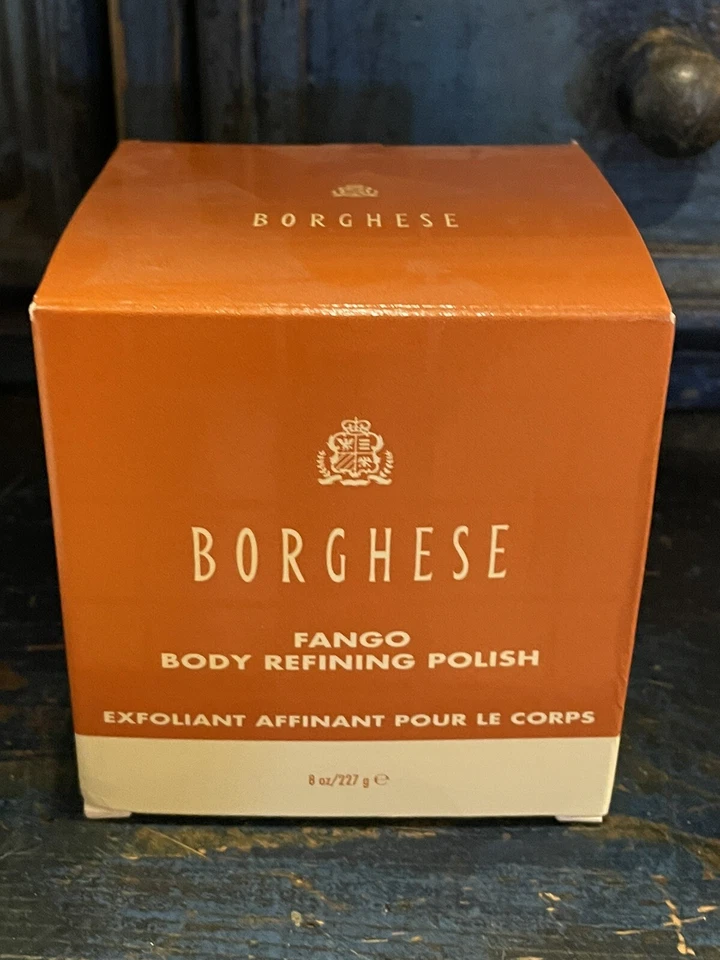 BORGHESE
BORGHESE
FANGO
BODY REFINING POLISH
EXFOLIANT AFFINANT POUR LE CORPS
8 oz/227 g ℮